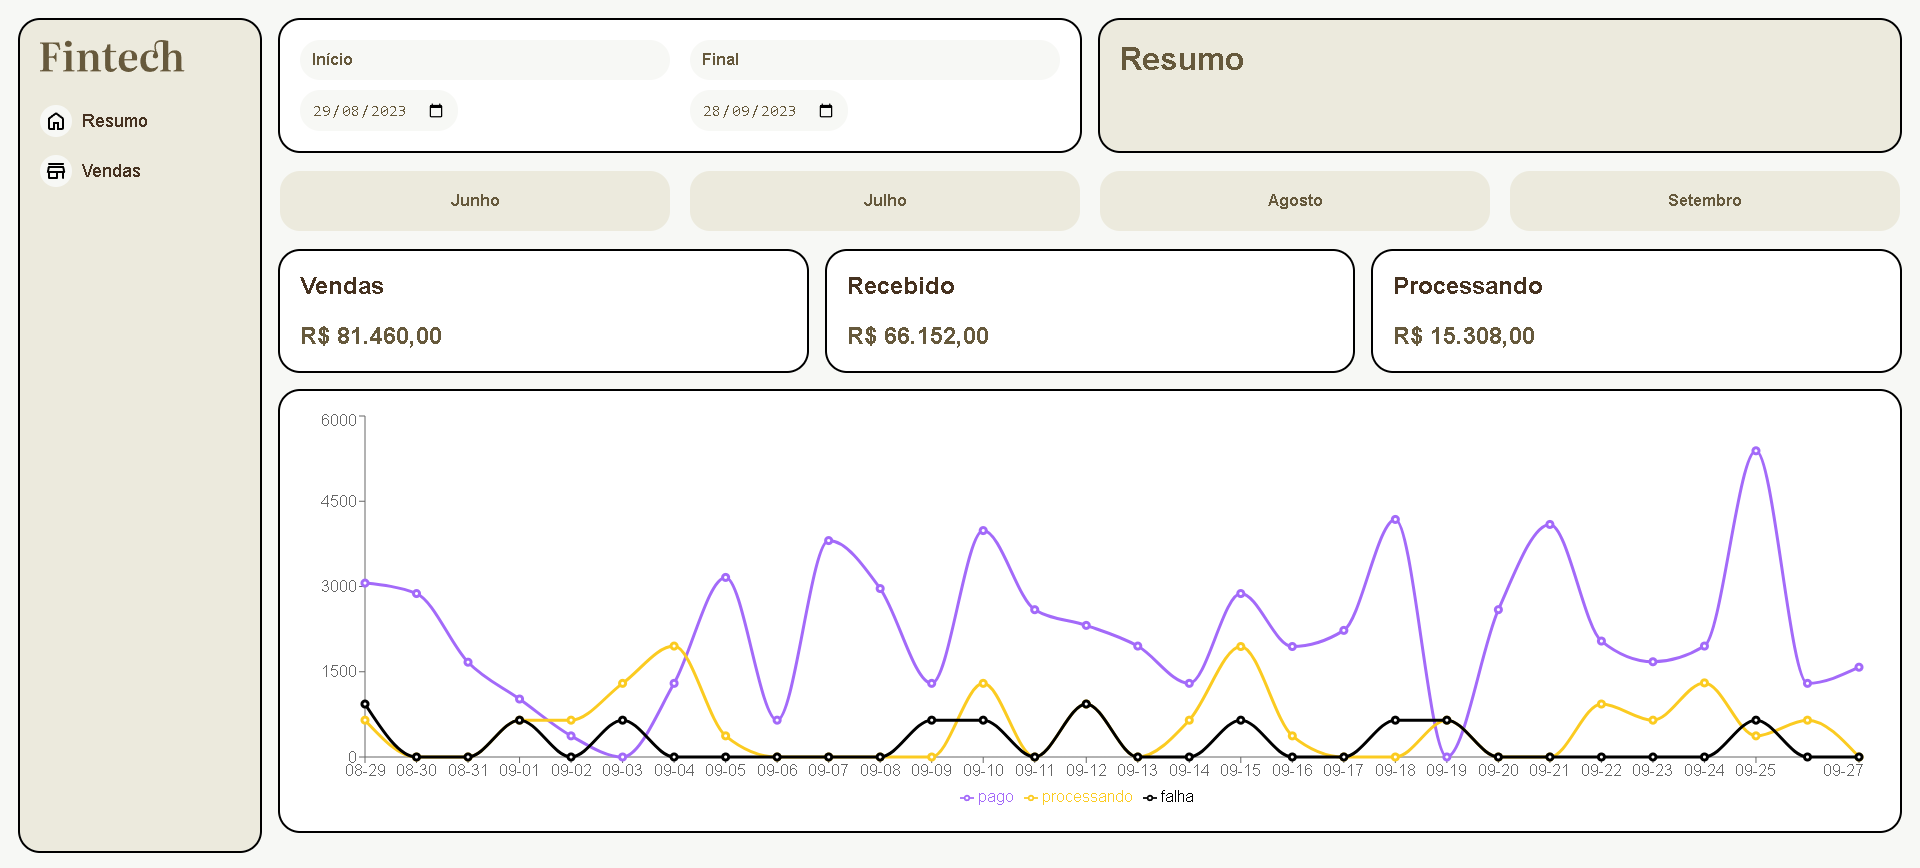 Fintech
Resumo
Vendas
Início
29/08/2023
Final
28/09/2023
Resumo
Junho
Julho
Agosto
Setembro
Vendas
R$ 81.460,00
Recebido
R$ 66.152,00
Processando
R$ 15.308,00
6000
4500
3000
1500
0
08-29 08-30 08-31 09-01 09-02 09-03 09-04 09-05 09-06 09-07 09-08 09-09 09-10 09-11 09-12 09-13 09-14 09-15 09-16 09-17 09-18 09-19 09-20 09-21 09-22 09-23 09-24 09-25 09-27
pago processando falha